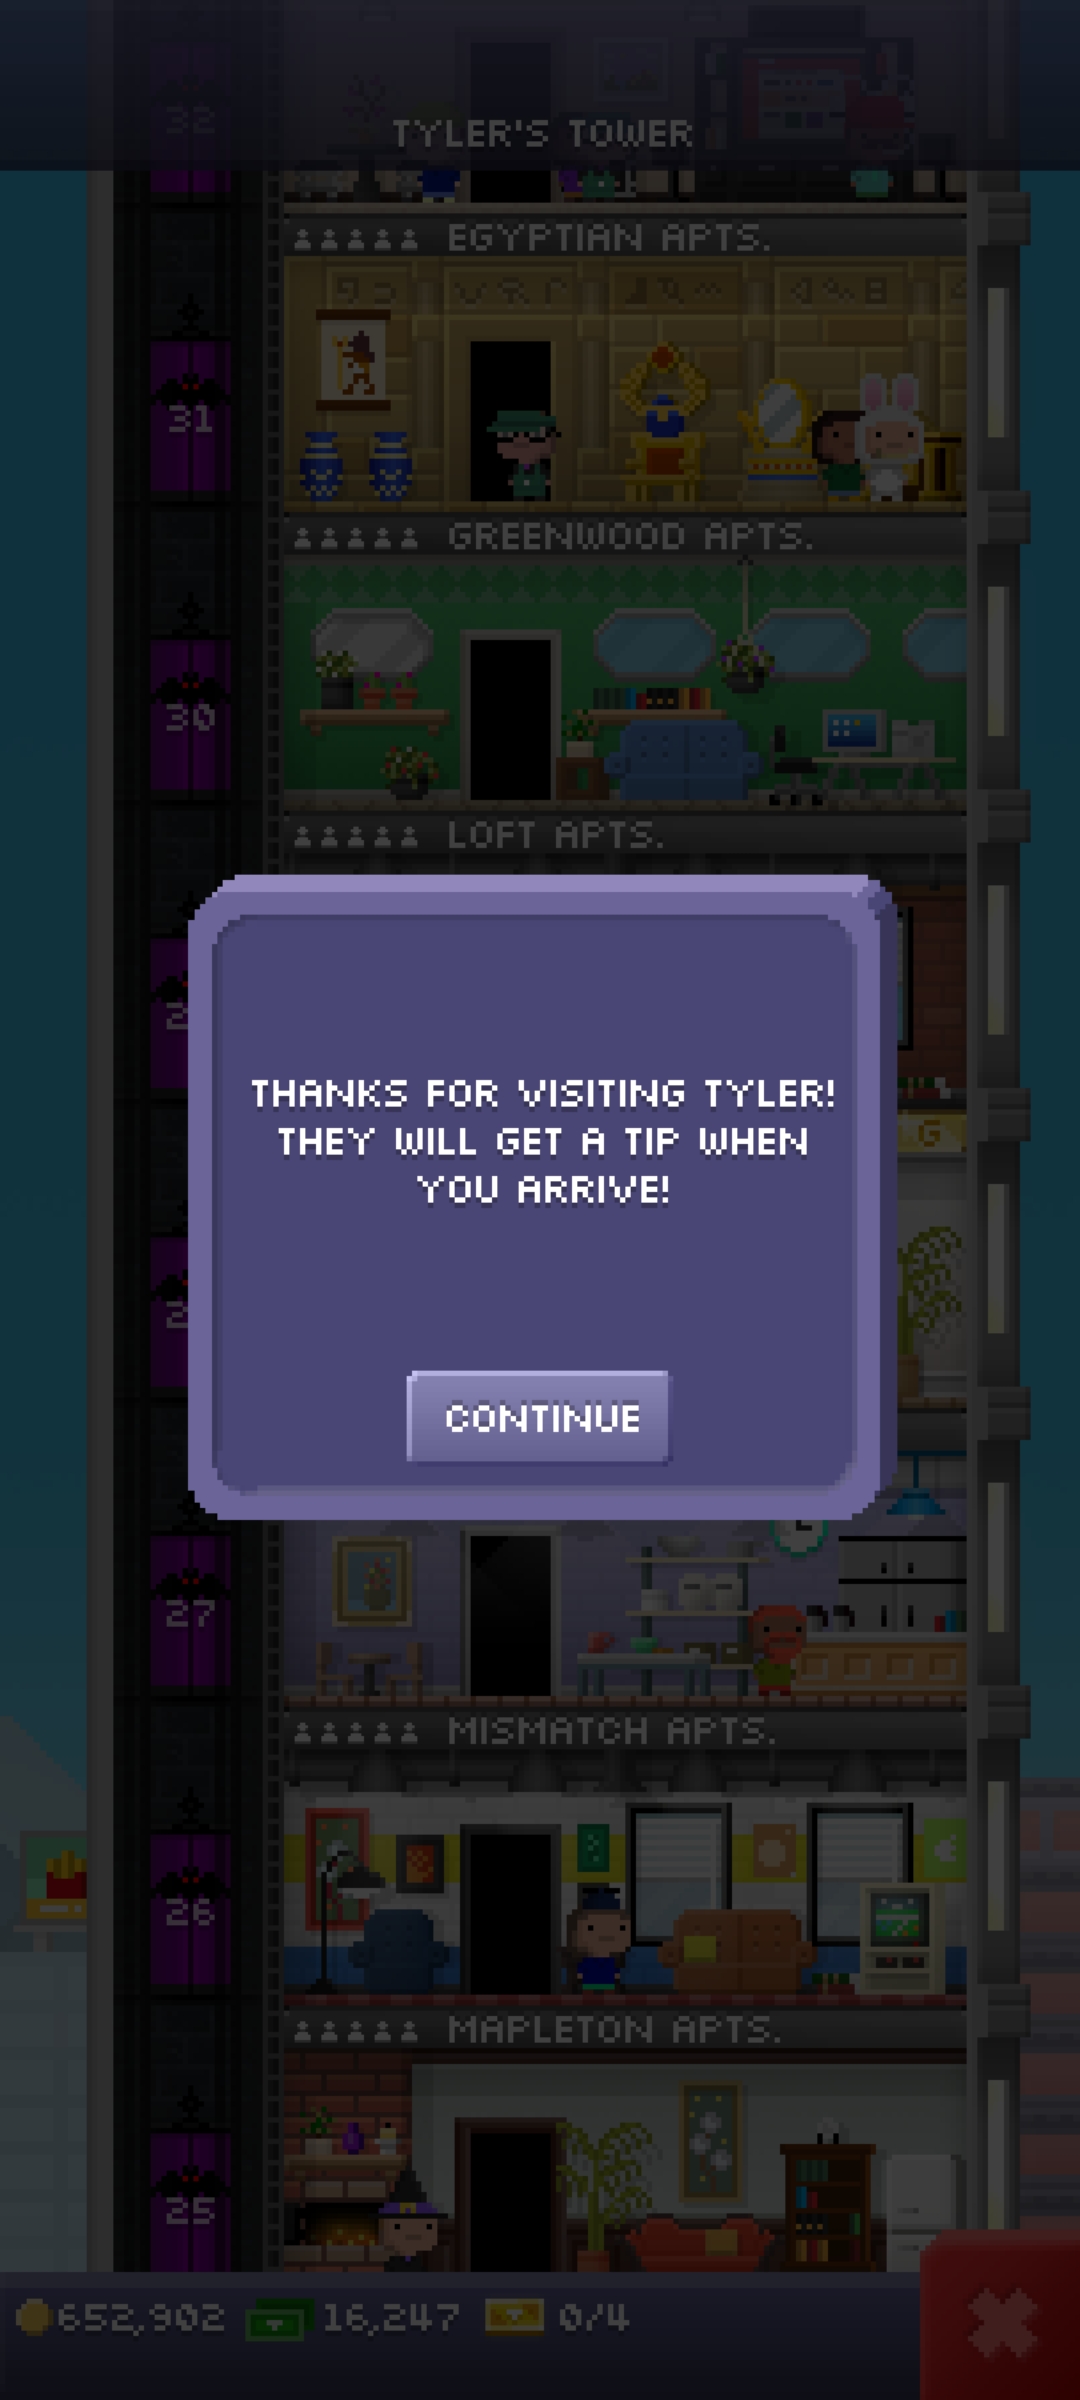 32
TYLER'S TOWER
EGYPTIAN APTS.
31
GREENWOOD APTS.
30
LOFT APTS.
THANKS FOR VISITING TYLER!
THEY WILL GET A TIP WHEN
YOU ARRIVE!
G
CONTINUE
27
MISMATCH APTS.
26
MAPLETON APTS.
25
652,902 16,247 0/4